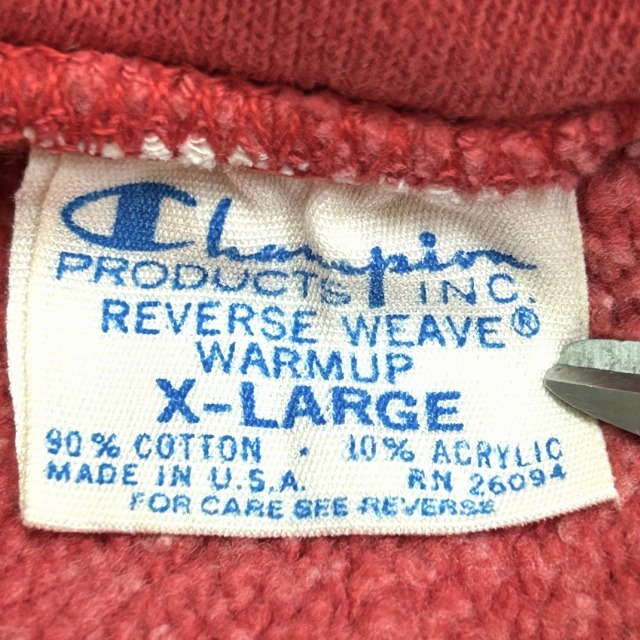 Champion
PRODUCTS INC.
REVERSE WEAVE®
WARMUP
X-LARGE
90% COTTON • 10% ACRYLIC
MADE IN U.S.A. RN 26094
FOR CARE SEE REVERSE